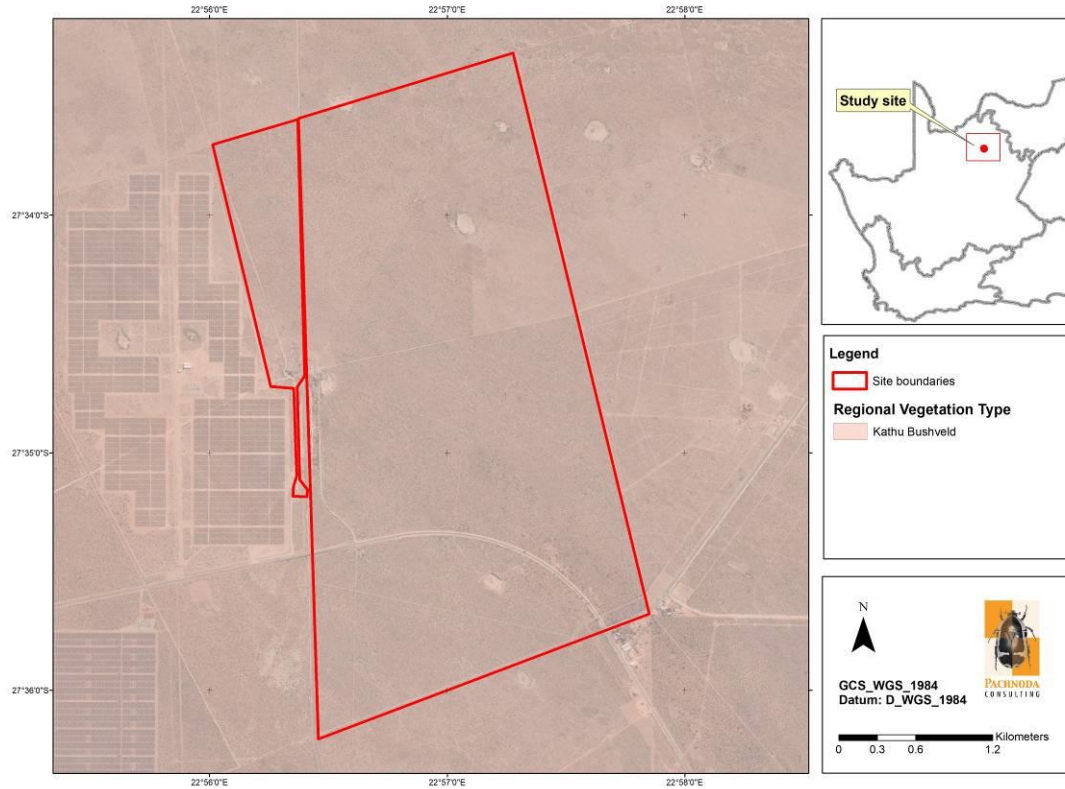 22°56'0"E
22°57'0"E
22°58'0"E
27°34'0"S
27°35'0"S
27°36'0"S
22°56'0"E
22°57'0"E
22°58'0"E
Study site
Legend
Site boundaries
Regional Vegetation Type
Kathu Bushveld
N
PACHNODA
CONSULTING
GCS_WGS_1984
Datum: D_WGS_1984
Kilometers
0 0.3 0.6 1.2